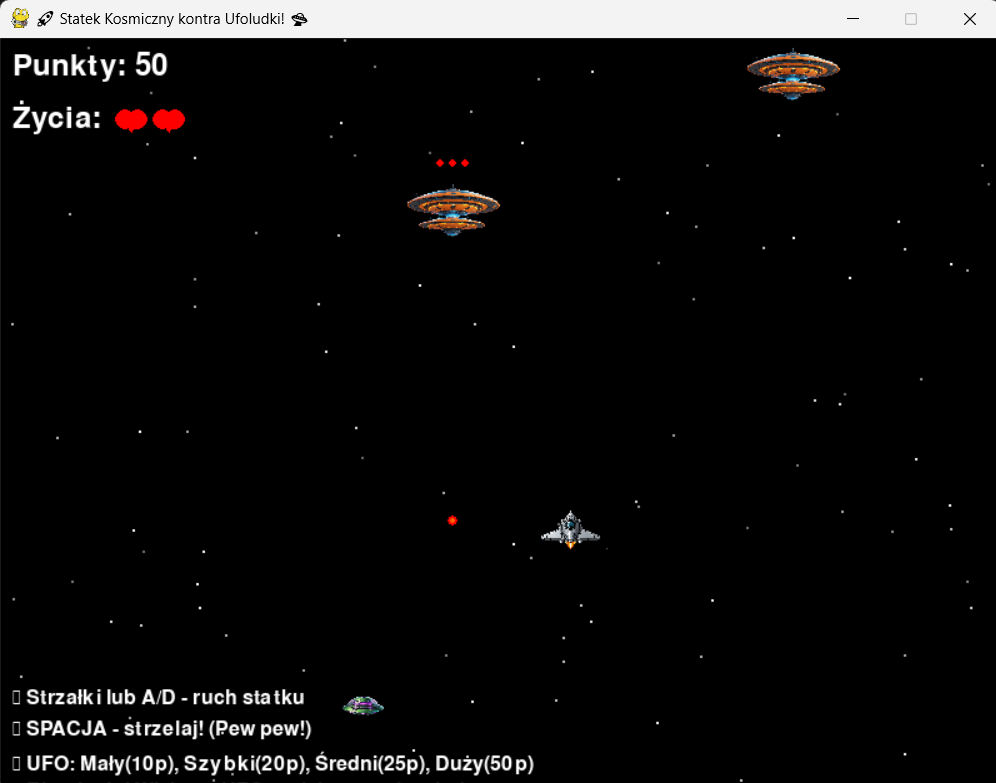 🚀 Statek Kosmiczny kontra Ufoludki! 🛸
Punkty: 50
Życia:
▯ Strzałki lub A/D - ruch statku
▯ SPACJA - strzelaj! (Pew pew!)
▯ UFO: Mały(10p), Szybki(20p), Średni(25p), Duży(50p)